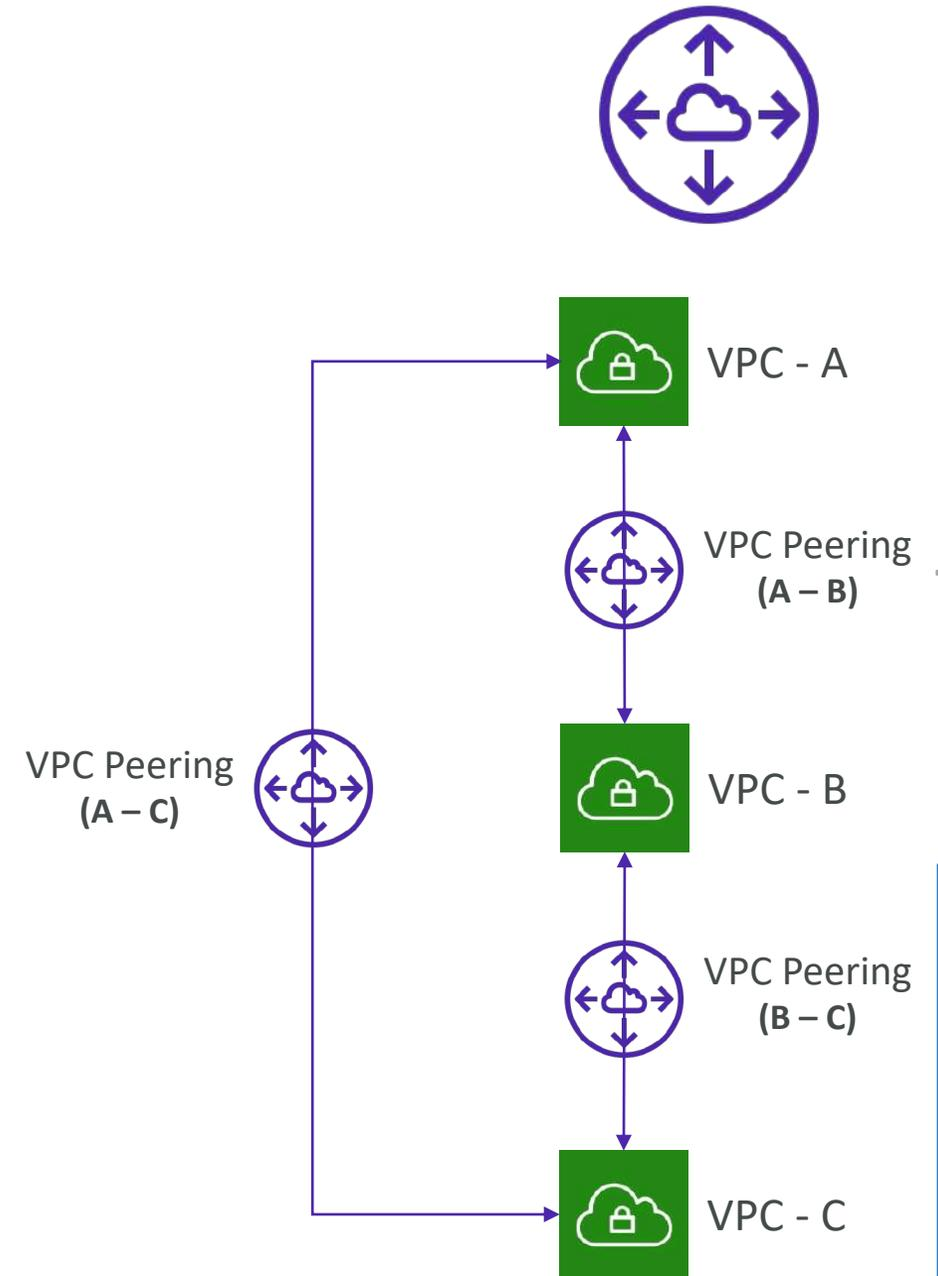 VPC - A
VPC Peering
(A – B)
VPC - B
VPC Peering
(A – C)
VPC Peering
(B – C)
VPC - C